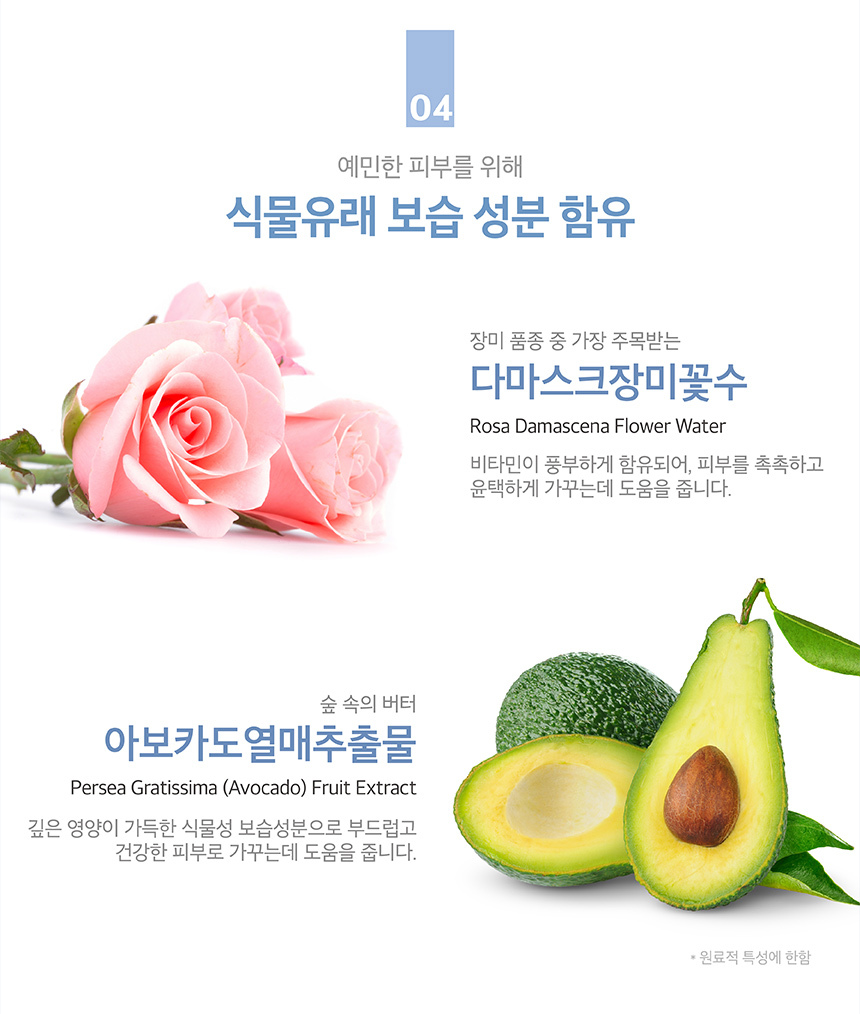 04
예민한 피부를 위해
식물유래 보습 성분 함유
장미 품종 중 가장 주목받는
다마스크장미꽃수
Rosa Damascena Flower Water
비타민이 풍부하게 함유되어, 피부를 촉촉하고
윤택하게 가꾸는데 도움을 줍니다.
숲 속의 버터
아보카도열매추출물
Persea Gratissima (Avocado) Fruit Extract
깊은 영양이 가득한 식물성 보습성분으로 부드럽고
건강한 피부로 가꾸는데 도움을 줍니다.
* 원료적 특성에 한함